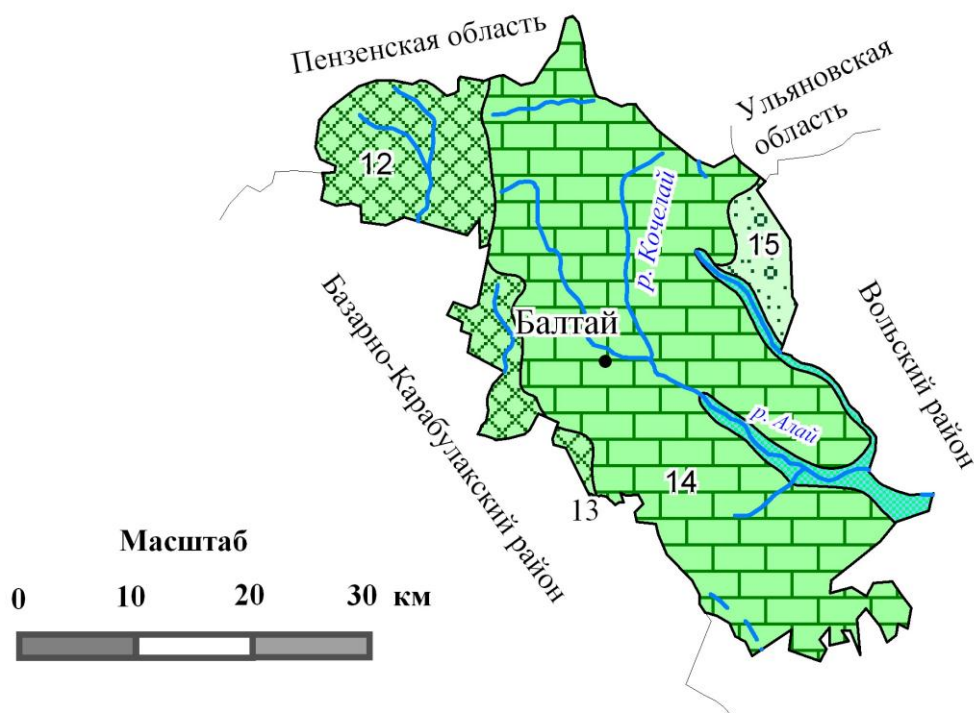 Пензенская область
Ульяновская
область
12
р. Кочелай
15
Балтай
Базарно-Карабулакский район
Вольский район
р. Алай
14
13
Масштаб
0 10 20 30 км